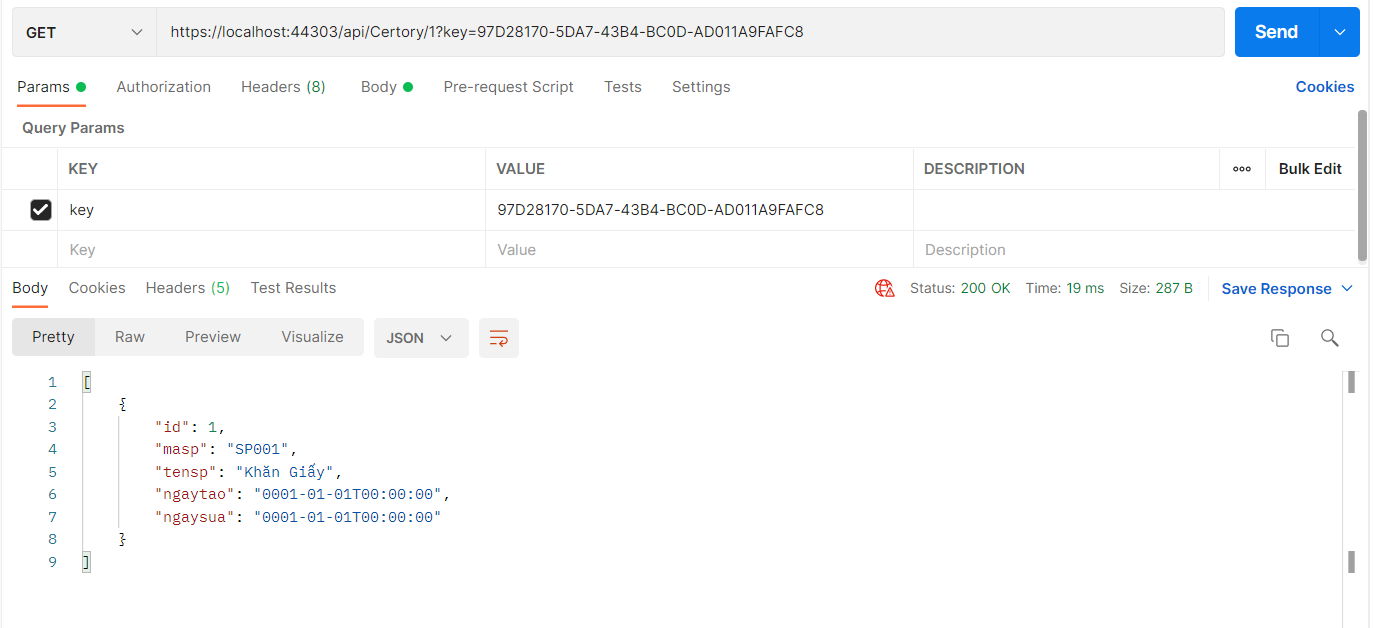 GET https://localhost:44303/api/Certory/1?key=97D28170-5DA7-43B4-BC0D-AD011A9FAFC8 Send
Params Authorization Headers (8) Body Pre-request Script Tests Settings Cookies
Query Params
KEY VALUE DESCRIPTION ooo Bulk Edit
key 97D28170-5DA7-43B4-BC0D-AD011A9FAFC8
Key Value Description
Body Cookies Headers (5) Test Results Status: 200 OK Time: 19 ms Size: 287 B Save Response
Pretty Raw Preview Visualize JSON
1 [
2 {
3 "id": 1,
4 "masp": "SP001",
5 "tensp": "Khăn Giấy",
6 "ngaytao": "0001-01-01T00:00:00",
7 "ngaysua": "0001-01-01T00:00:00"
8 }
9 ]